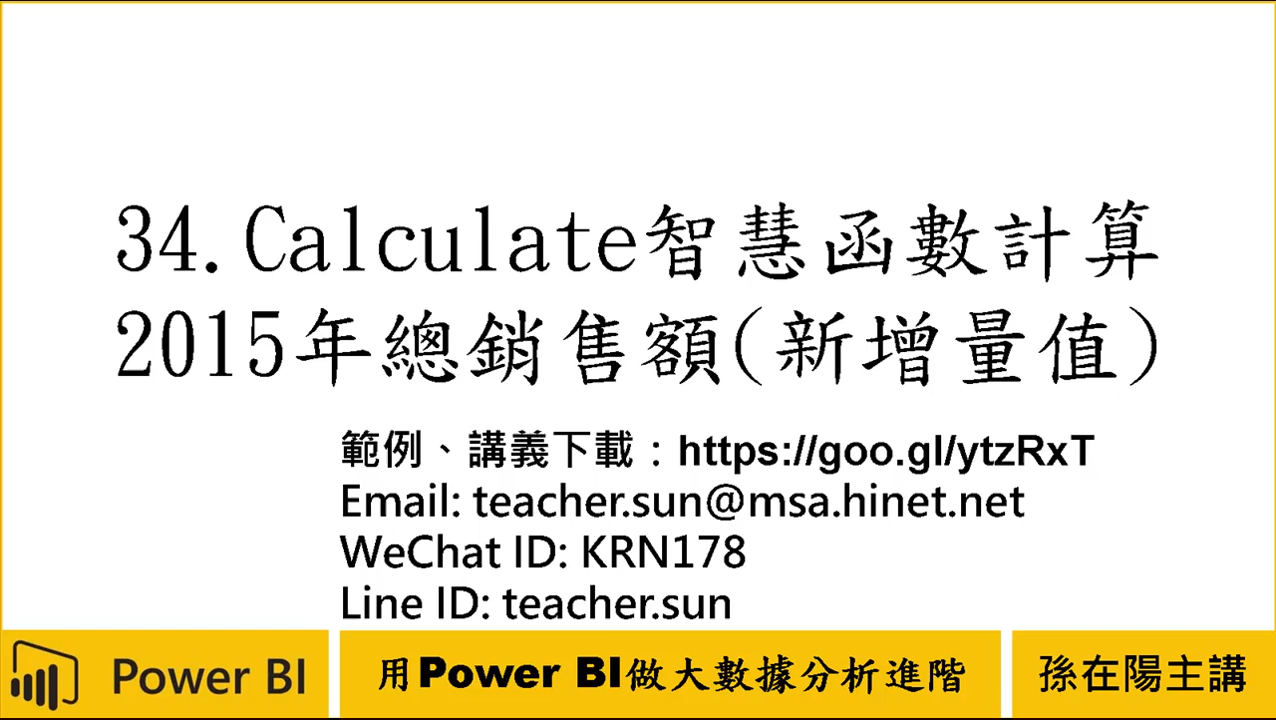 34.Calculate智慧函數計算
2015年總銷售額(新增量值)
範例、講義下載：https://goo.gl/ytzRxT
Email: teacher.sun@msa.hinet.net
WeChat ID: KRN178
Line ID: teacher.sun
Power BI
用Power BI做大數據分析進階
孫在陽主講